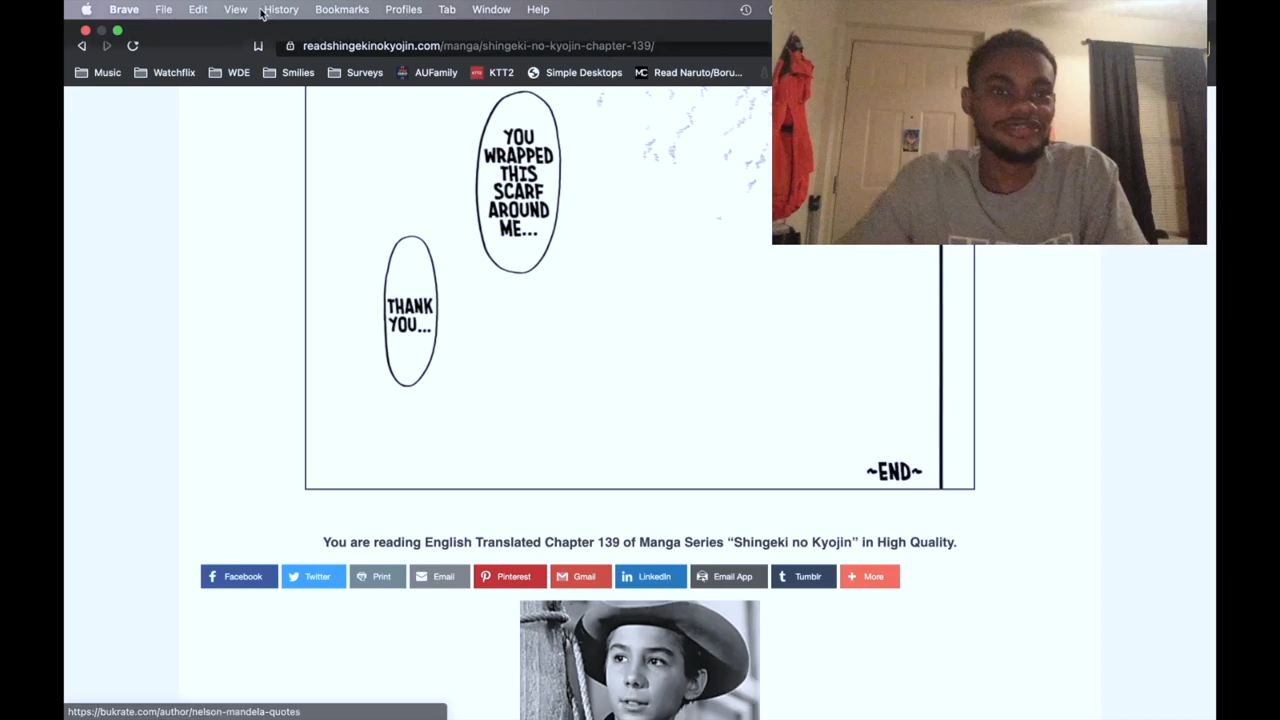 Brave File Edit View History Bookmarks Profiles Tab Window Help
readshingekinokyojin.com/manga/shingeki-no-kyojin-chapter-139/
Music Watchflix WDE Smilies Surveys AUFamily KTT2 Simple Desktops Read Naruto/Boru...
YOU
WRAPPED
THIS
SCARF
AROUND
ME...
THANK
YOU...
~END~
You are reading English Translated Chapter 139 of Manga Series “Shingeki no Kyojin” in High Quality.
Facebook Twitter Print Email Pinterest Gmail LinkedIn Email App Tumblr More
https://bukrate.com/author/nelson-mandela-quotes